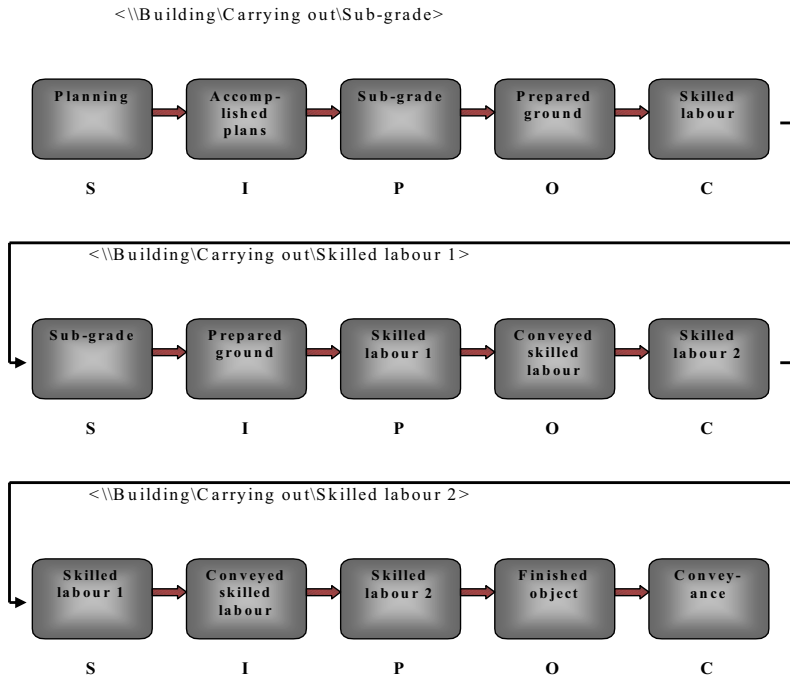 <\\Building\Carrying out\Sub-grade>
Planning
Accomp-
lished
plans
Sub-grade
Prepared
ground
Skilled
labour
S I P O C
<\\Building\Carrying out\Skilled labour 1>
Sub-grade
Prepared
ground
Skilled
labour 1
Conveyed
skilled
labour
Skilled
labour 2
S I P O C
<\\Building\Carrying out\Skilled labour 2>
Skilled
labour 1
Conveyed
skilled
labour
Skilled
labour 2
Finished
object
Convey-
ance
S I P O C